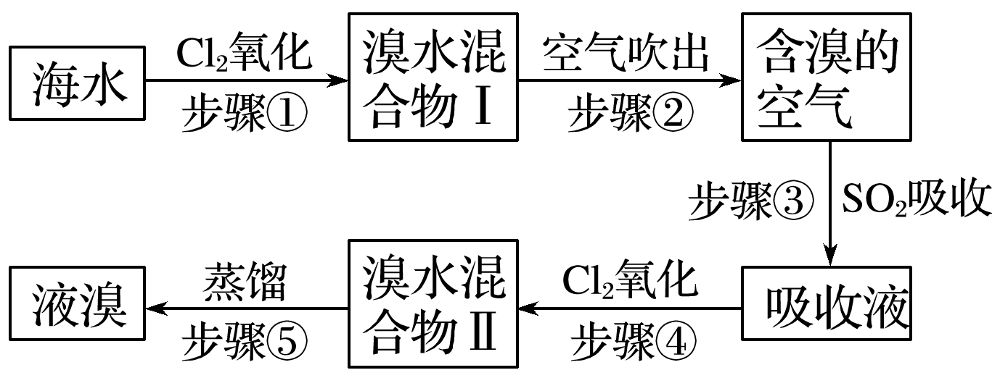 海水
Cl₂氧化
步骤①
溴水混
合物Ⅰ
空气吹出
步骤②
含溴的
空气
步骤③
SO₂吸收
吸收液
Cl₂氧化
步骤④
溴水混
合物Ⅱ
蒸馏
步骤⑤
液溴